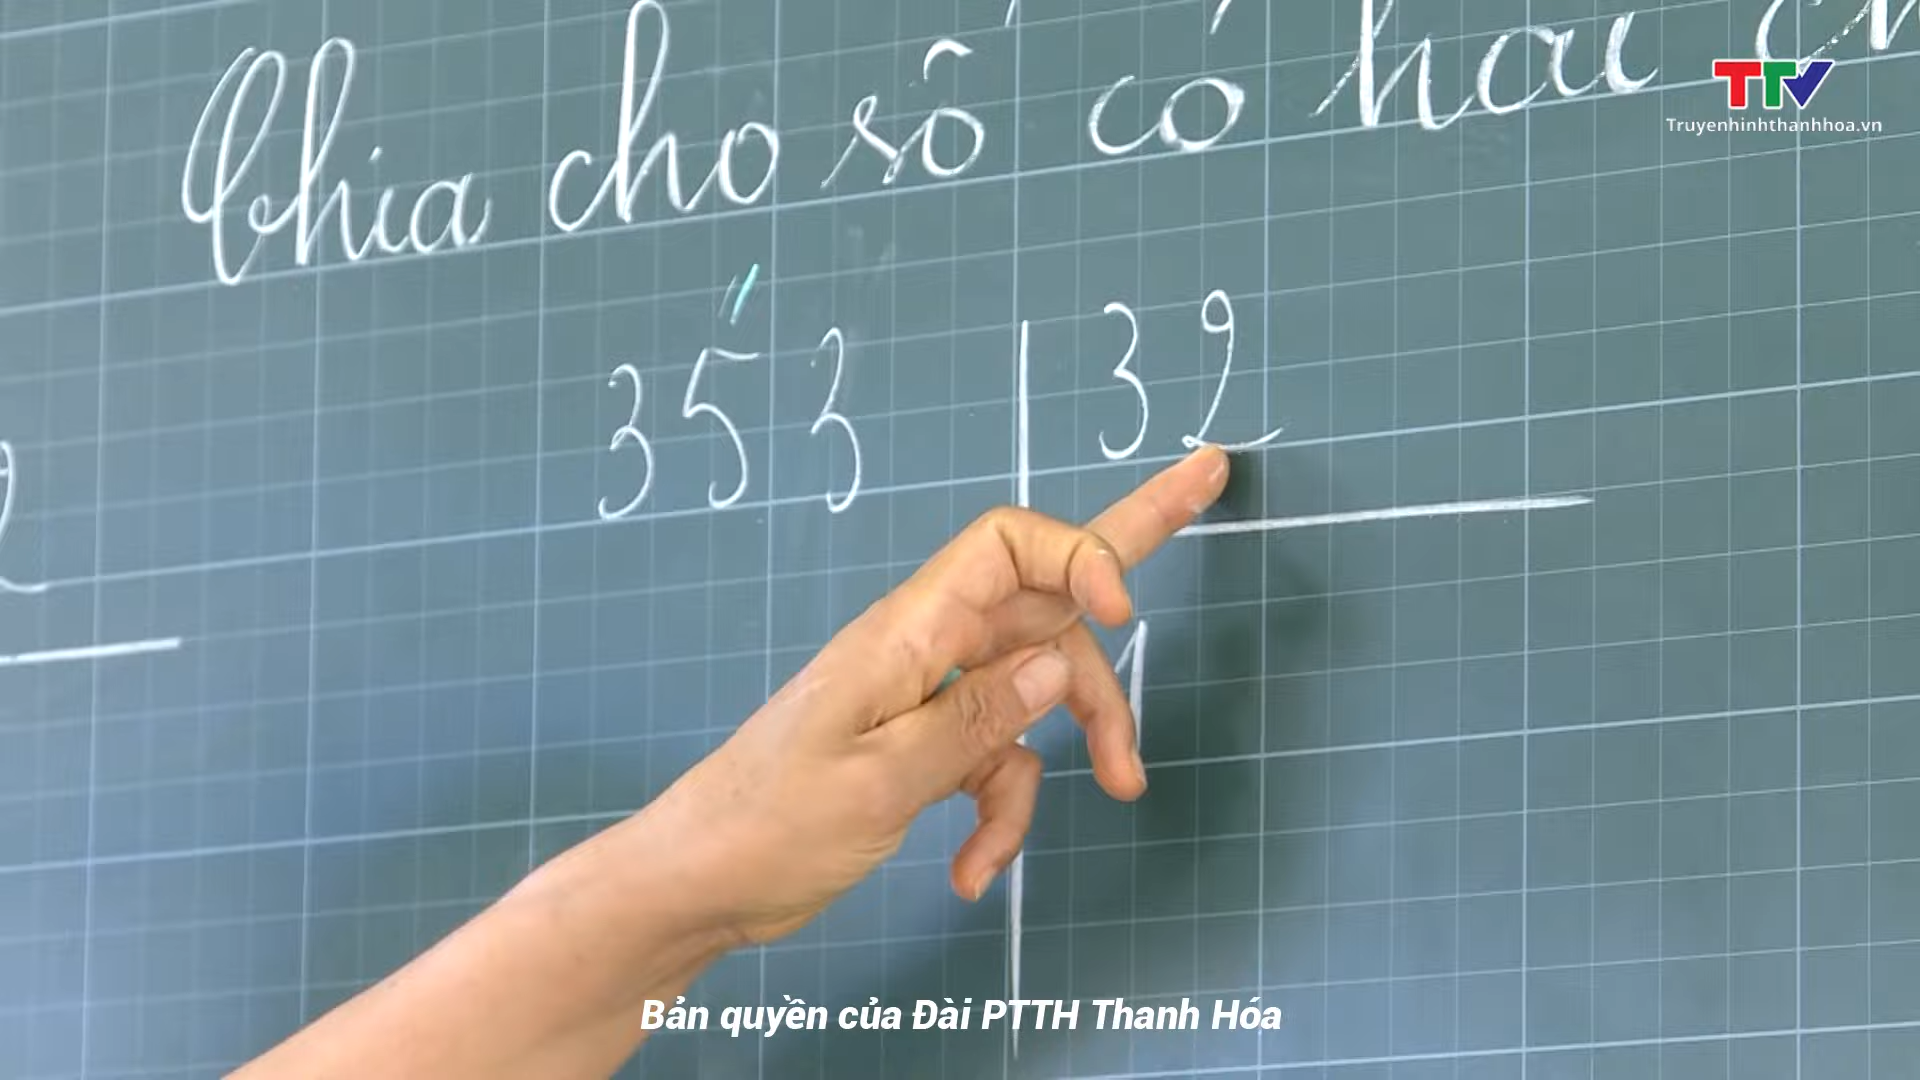 Chia cho số có hai
TTV
Truyenhinhthanhhoa.vn
353 32
1
Bản quyền của Đài PTTH Thanh Hóa